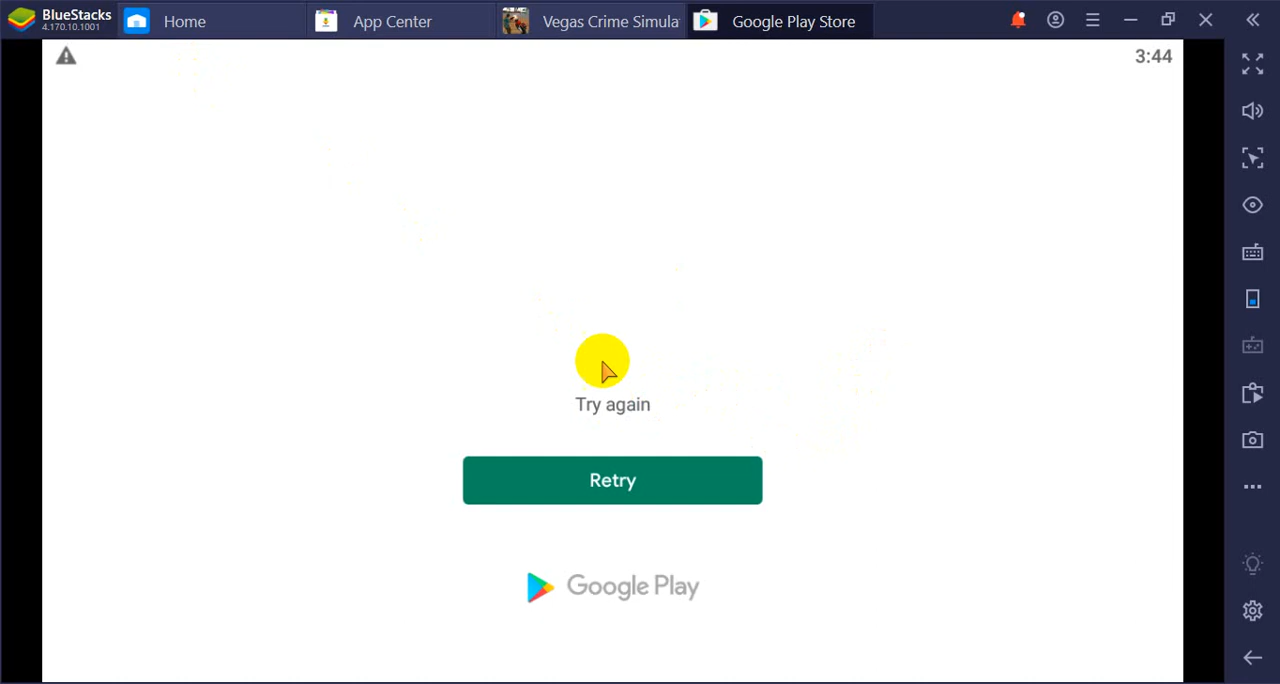 BlueStacks
4.170.10.1001
Home
App Center
Vegas Crime Simula
Google Play Store
3:44
Try again
Retry
Google Play